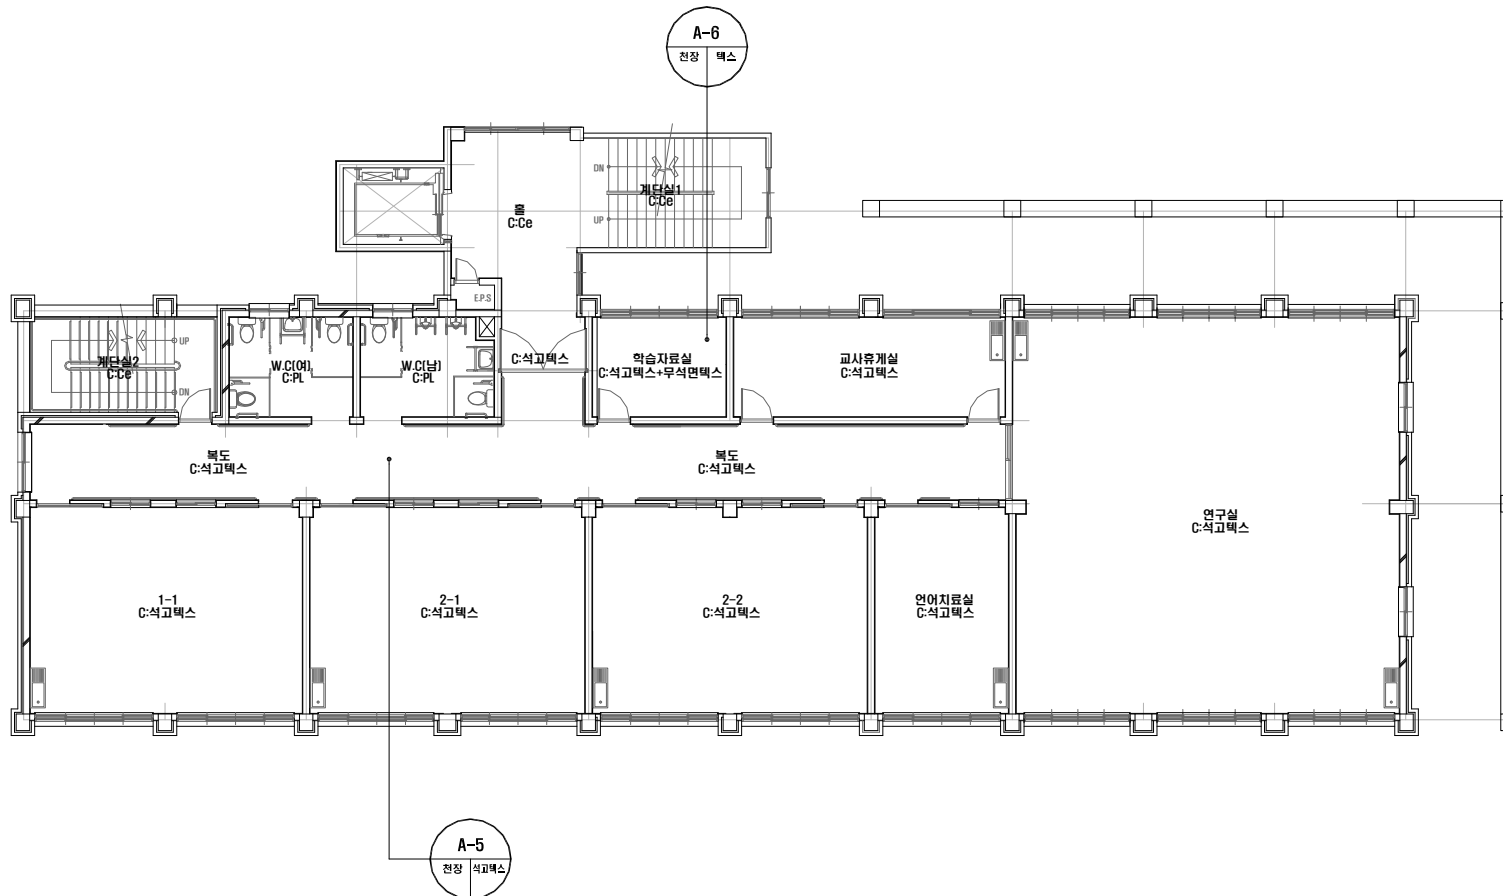 A-6
천장 텍스
DN
계단실1
C:Ce
홀
C:Ce
UP
E.P.S
UP
계단실2
C:Ce
DN
W.C(여)
C:PL
W.C(남)
C:PL
C:석고텍스
학습자료실
C:석고텍스+무석면텍스
교사휴게실
C:석고텍스
복도
C:석고텍스
복도
C:석고텍스
연구실
C:석고텍스
1-1
C:석고텍스
2-1
C:석고텍스
2-2
C:석고텍스
언어치료실
C:석고텍스
A-5
천장 석고텍스